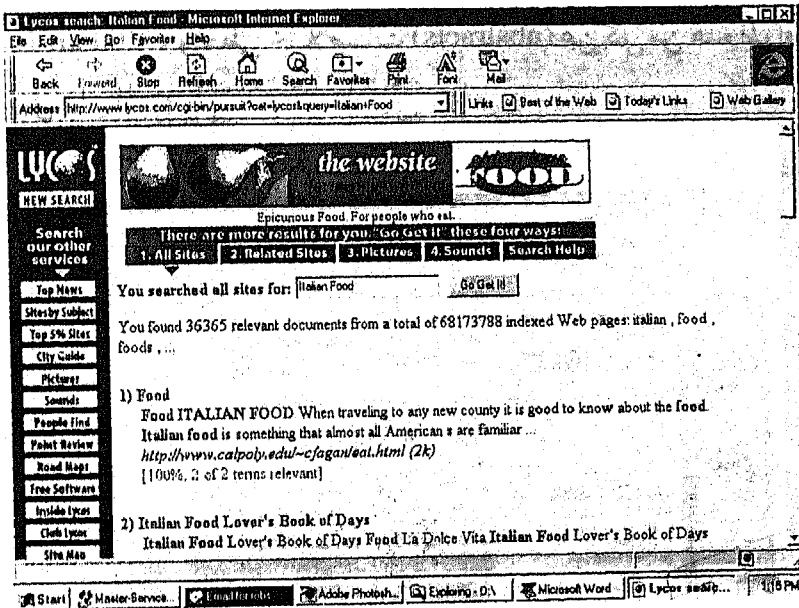 Lycos search: Italian Food - Microsoft Internet Explorer
File Edit View Go Favorites Help
Back Forward Stop Refresh Home Search Favorites Print Font Mail
Address http://www.lycos.com/cgi-bin/pursuit?cat=lycos&query=Italian+Food Links Best of the Web Today's Links Web Gallery
LYCOS
the website FOOD
NEW SEARCH
Epicurious Food. For people who eat.
Search our other services
There are more results for you. "Go Get It" these four ways:
1. All Sites 2. Related Sites 3. Pictures 4. Sounds Search Help
You searched all sites for: Italian Food Go Get It!
You found 36365 relevant documents from a total of 68173788 indexed Web pages: italian , food ,
foods , ...
Top News
Sites by Subject
Top 5% Sites
City Guide
Pictures
Sounds
People Find
Point Review
Road Maps
Free Software
Inside Lycos
Club Lycos
Site Map
1) Food
Food ITALIAN FOOD When traveling to any new county it is good to know about the food.
Italian food is something that almost all American s are familiar ...
http://www.calpoly.edu/~cfagan/eat.html (2k)
[100%, 2 of 2 terms relevant]
2) Italian Food Lover's Book of Days
Italian Food Lover's Book of Days Food La Dolce Vita Italian Food Lover's Book of Days
Start Master-Service... Adobe Photosh... Exploring - D:\ Microsoft Word Lycos searc... 1:15 PM